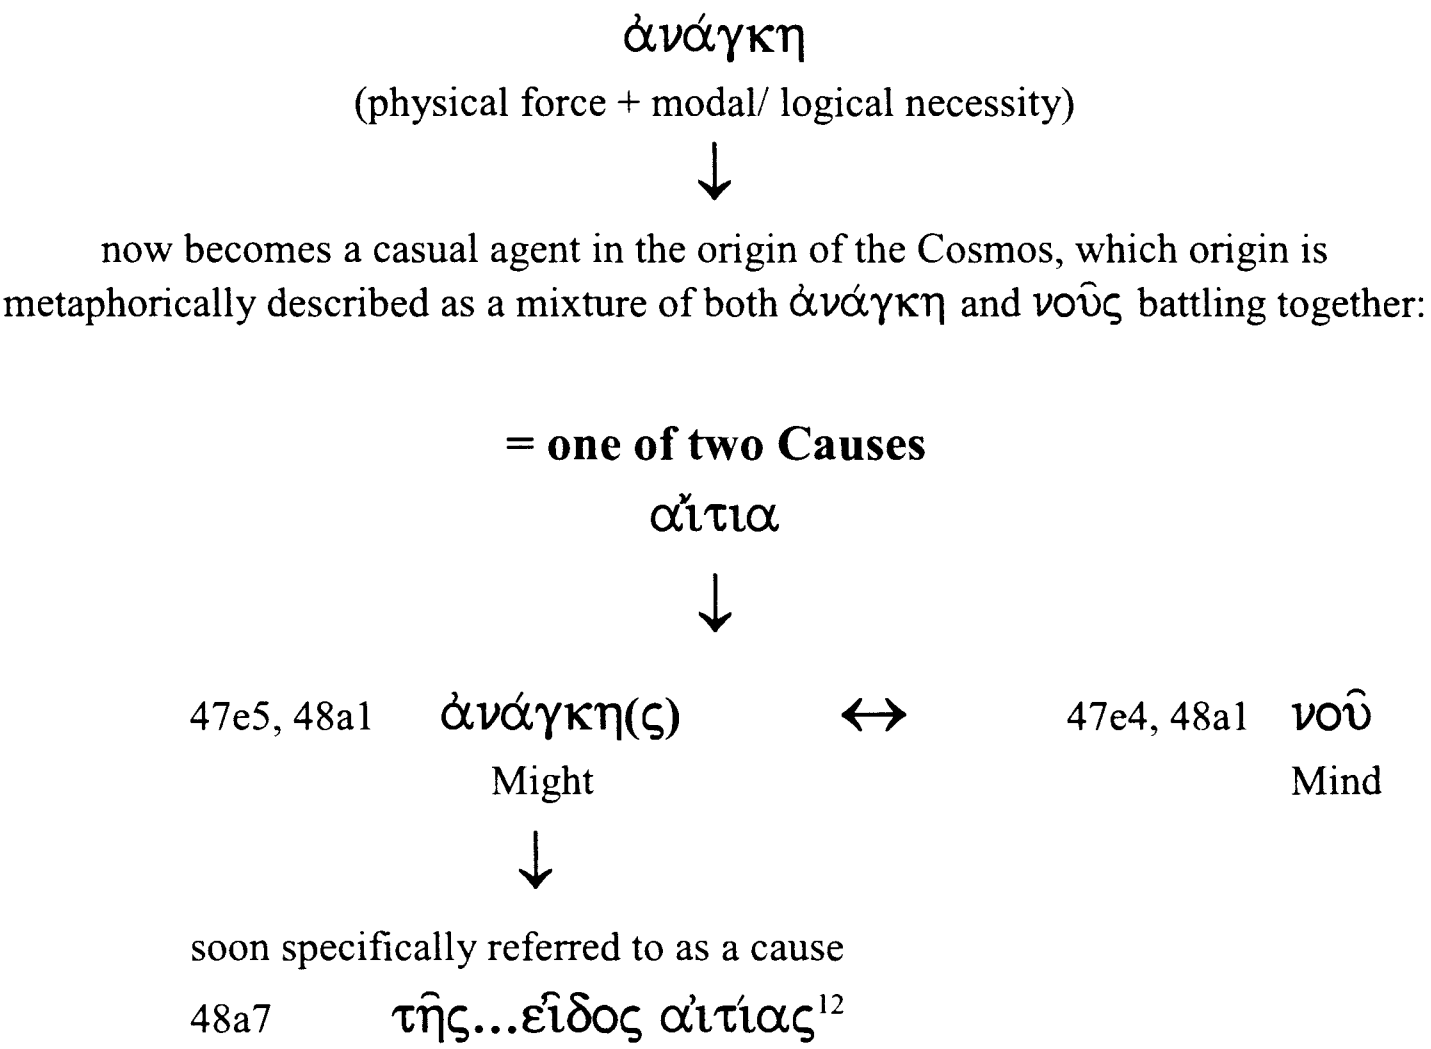 ἀνάγκη
(physical force + modal/ logical necessity)
↓
now becomes a casual agent in the origin of the Cosmos, which origin is
metaphorically described as a mixture of both ἀνάγκη and νοῦς battling together:
= one of two Causes
αἴτια
↓
47e5, 48a1 ἀνάγκη(ς) ↔ 47e4, 48a1 νοῦ
Might Mind
↓
soon specifically referred to as a cause
48a7 τῆς...εἶδος αἰτίας¹²